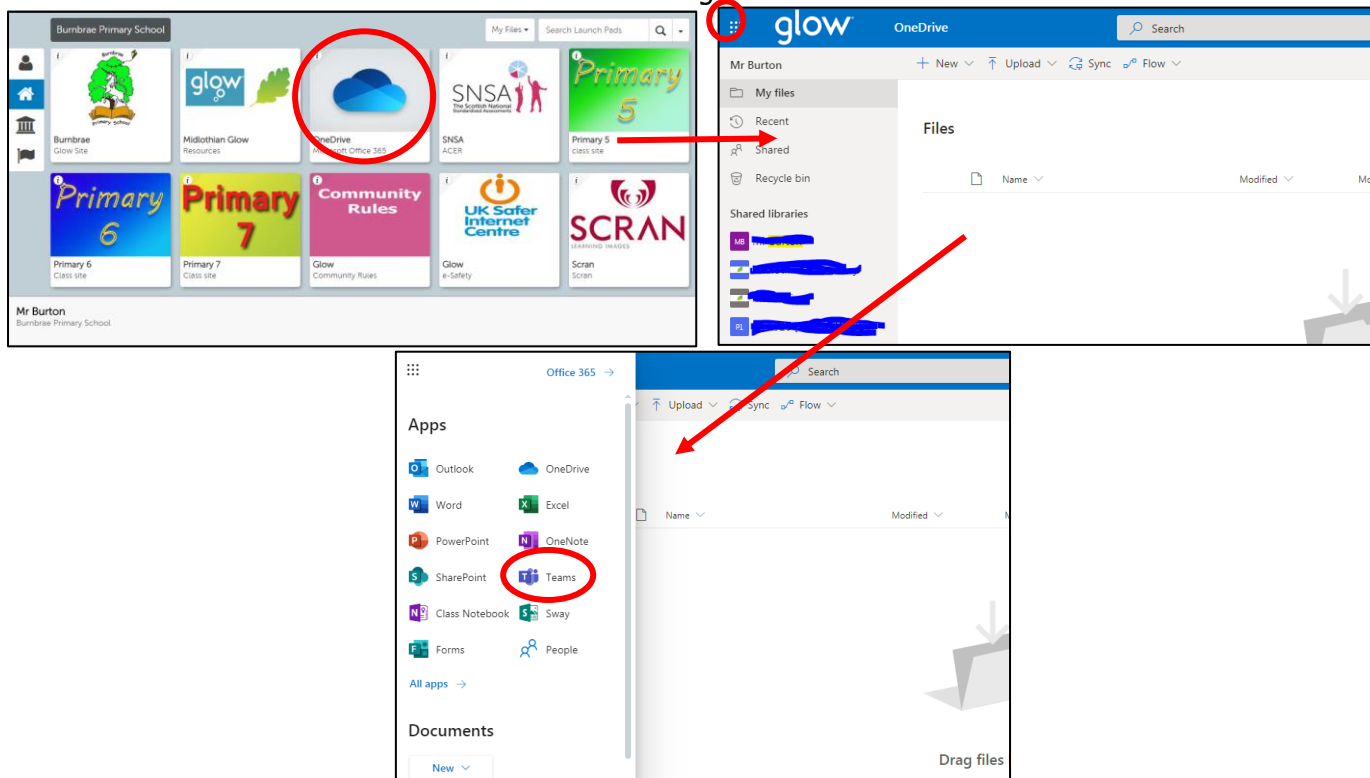 Burnbrae Primary School
My Files
Search Launch Pads
Burnbrae
Glow Site
glow
Midlothian Glow
Resources
OneDrive
Microsoft Office 365
SNSA
The Scottish National
Standardised Assessments
SNSA
ACER
Primary
5
Primary 5
class site
Primary
6
Primary 6
Class site
Primary
7
Primary 7
Class site
Community
Rules
Glow
Community Rules
UK Safer
Internet
Centre
Glow
e-Safety
SCRAN
LEARNING IMAGES
Scran
Scran
Mr Burton
Burnbrae Primary School
glow
OneDrive
Search
Mr Burton
New
Upload
Sync
Flow
My files
Recent
Shared
Recycle bin
Files
Name
Modified
Shared libraries
MB
P1
Office 365 →
Search
Upload
Sync
Flow
Apps
Outlook
OneDrive
Word
Excel
PowerPoint
OneNote
SharePoint
Teams
Class Notebook
Sway
Forms
People
All apps →
Name
Modified
Documents
New
Drag files